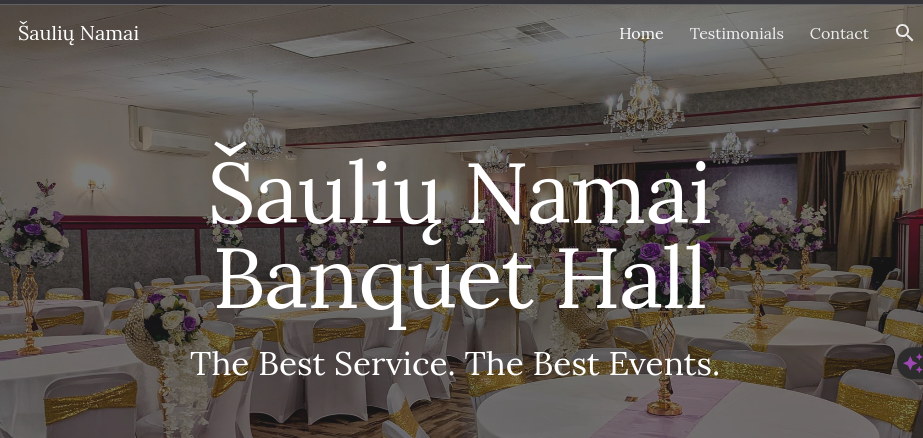 Šaulių Namai
Home Testimonials Contact
Šaulių Namai
Banquet Hall
The Best Service. The Best Events.